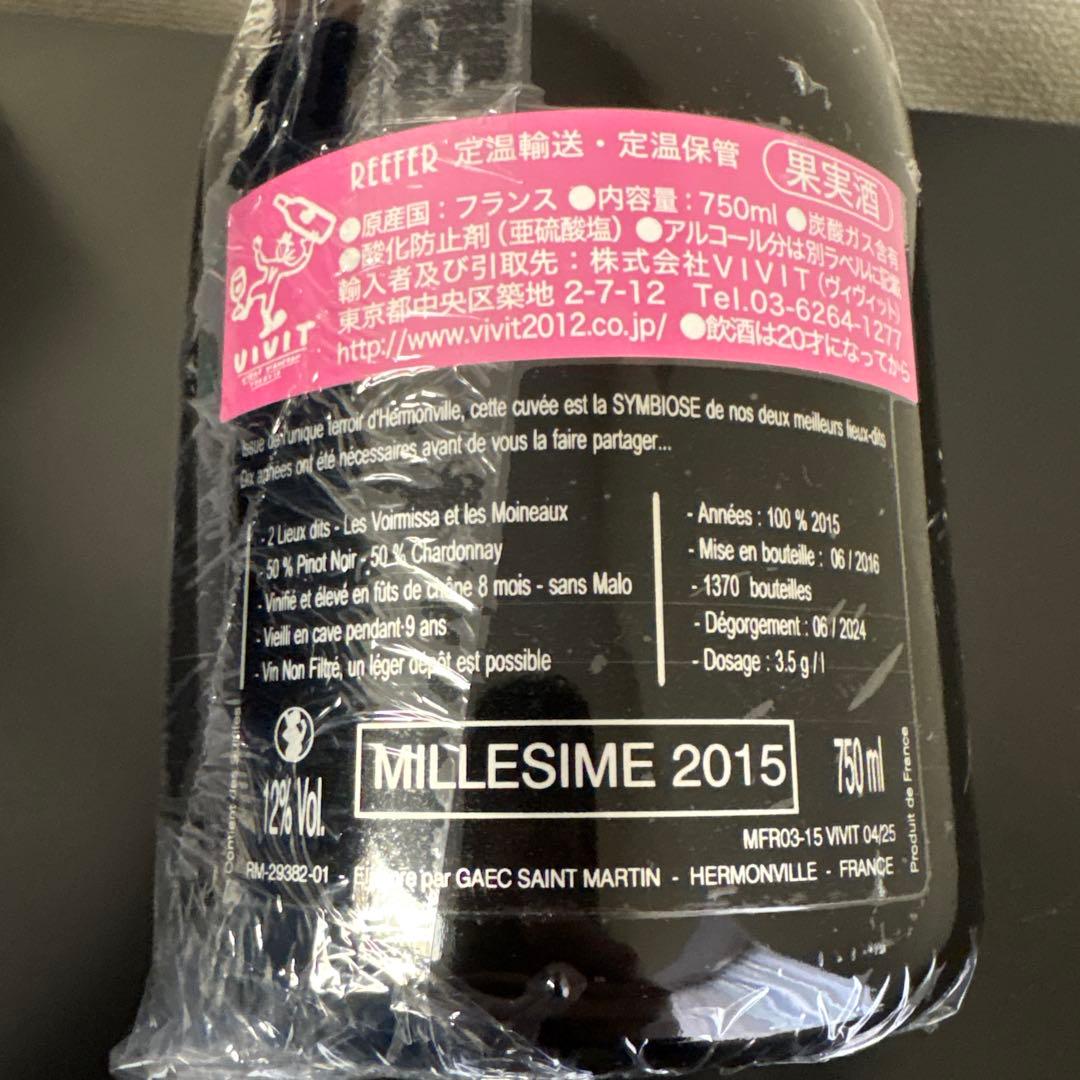 REEFER 定温輸送・定温保管 果実酒
●原産国:フランス ●内容量:750ml ●炭酸ガス含有
●酸化防止剤(亜硫酸塩) ●アルコール分は別ラベルに記載
輸入者及び引取先:株式会社VIVIT(ヴィヴィット)
東京都中央区築地 2-7-12 Tel.03-6264-1277
http://www.vivit2012.co.jp/ ●飲酒は20才になってから
VIVIT
Issue de l'unique Terroir d'Hermonville, cette cuvée est la SYMBIOSE de nos deux meilleurs lieux-dits
Dix années ont été nécessaires avant de vous la faire partager...
- 2 Lieux dits - Les Voirmissa et les Moineaux
- 50 % Pinot Noir - 50 % Chardonnay
- Vinifié et élevé en fûts de chêne 8 mois - sans Malo
- Vieilli en cave pendant 9 ans
- Vin Non Filtré, un léger dépôt est possible
- Années : 100 % 2015
- Mise en bouteille : 06 / 2016
- 1370 bouteilles
- Dégorgement : 06 / 2024
- Dosage : 3.5 g / l
Contient des sulfites
12% Vol.
MILLESIME 2015
750 ml
Produit de France
MFR03-15 VIVIT 04/25
RM-29382-01 - Elaboré par GAEC SAINT MARTIN - HERMONVILLE - FRANCE